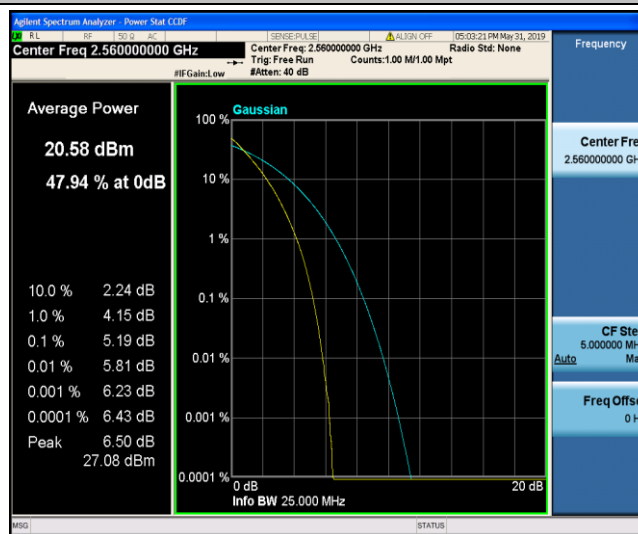 Agilent Spectrum Analyzer - Power Stat CCDF
RL RF 50 Ω AC SENSE:PULSE ALIGN OFF 05:03:21 PM May 31, 2019
Center Freq 2.560000000 GHz
Center Freq: 2.560000000 GHz Radio Std: None
Trig: Free Run Counts:1.00 M/1.00 Mpt
#IFGain:Low #Atten: 40 dB
Frequency
Average Power
20.58 dBm
47.94 % at 0dB
10.0 % 2.24 dB
1.0 % 4.15 dB
0.1 % 5.19 dB
0.01 % 5.81 dB
0.001 % 6.23 dB
0.0001 % 6.43 dB
Peak 6.50 dB
27.08 dBm
Gaussian
100 %
10 %
1 %
0.1 %
0.01 %
0.001 %
0.0001 %
0 dB 20 dB
Info BW 25.000 MHz
Center Fre
2.560000000 GH
CF Ste
5.000000 MH
Auto Ma
Freq Offse
0 H
MSG STATUS